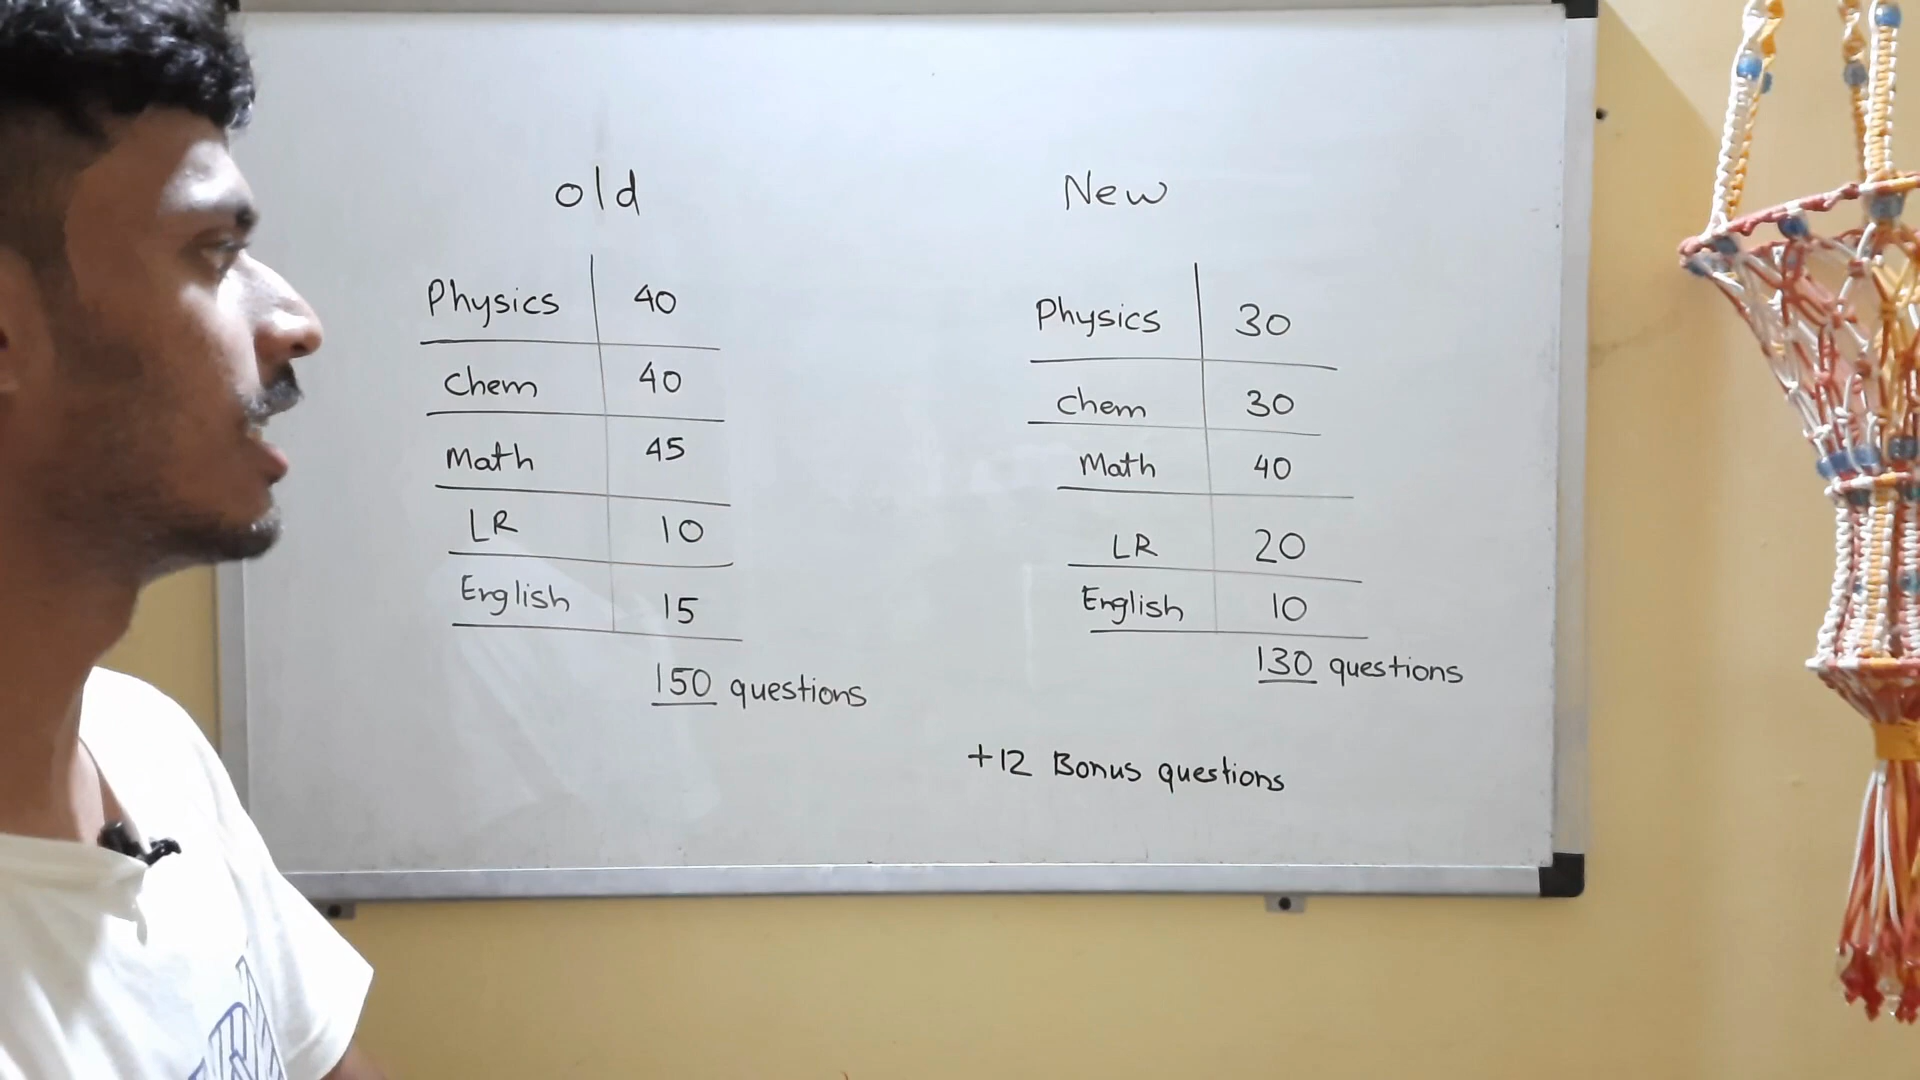 old
Physics 40
chem 40
Math 45
LR 10
English 15
150 questions
New
Physics 30
chem 30
Math 40
LR 20
English 10
130 questions
+12 Bonus questions